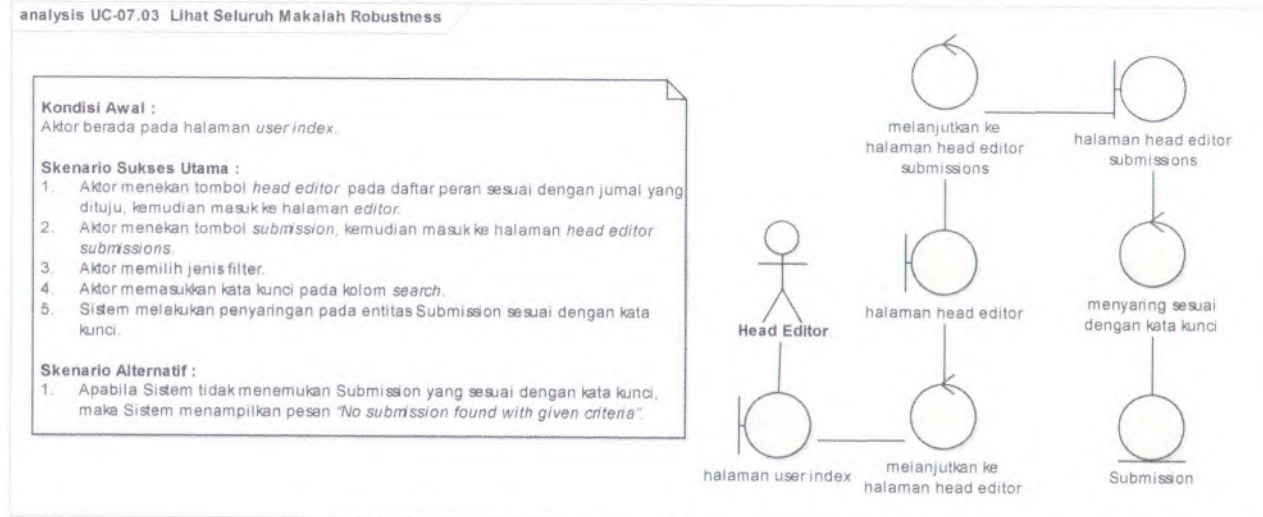 analysis UC-07.03 Lihat Seluruh Makalah Robustness
Kondisi Awal :
Aktor berada pada halaman user index.
Skenario Sukses Utama :
1. Aktor menekan tombol head editor pada daftar peran sesuai dengan jurnal yang
dituju, kemudian masuk ke halaman editor.
2. Aktor menekan tombol submission, kemudian masuk ke halaman head editor
submissions.
3. Aktor memilih jenis filter.
4. Aktor memasukkan kata kunci pada kolom search.
5. Sistem melakukan penyaringan pada entitas Submission sesuai dengan kata
kunci.
Skenario Alternatif :
1. Apabila Sistem tidak menemukan Submission yang sesuai dengan kata kunci,
maka Sistem menampilkan pesan "No submission found with given criteria".
Head Editor
halaman user index
melanjutkan ke
halaman head editor
halaman head editor
melanjutkan ke
halaman head editor
submissions
halaman head editor
submissions
menyaring sesuai
dengan kata kunci
Submission